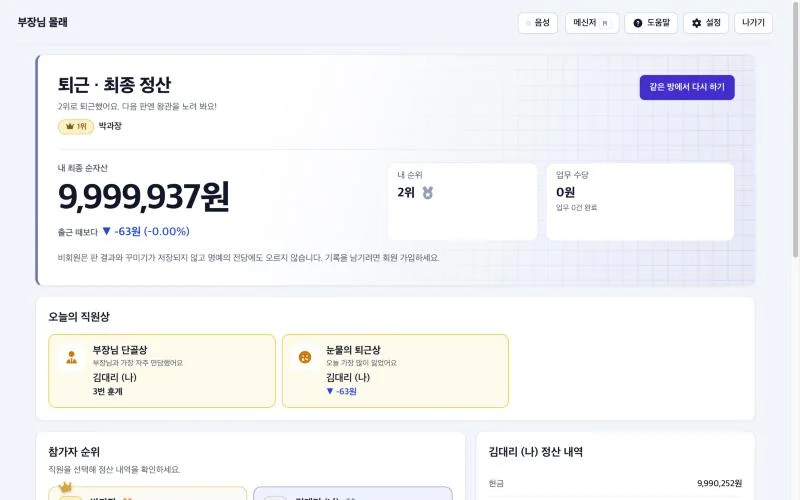 부장님 몰래
음성
메신저 M
도움말
설정
나가기
퇴근 · 최종 정산
2위로 퇴근했어요. 다음 판엔 왕관을 노려 봐요!
1위 박과장
같은 방에서 다시 하기
내 최종 순자산
9,999,937원
출근 때보다 ▼ -63원 (-0.00%)
내 순위
2위
업무 수당
0원
업무 0건 완료
비회원은 판 결과와 꾸미기가 저장되지 않고 명예의 전당에도 오르지 않습니다. 기록을 남기려면 회원 가입하세요.
오늘의 직원상
부장님 단골상
부장님과 가장 자주 면담했어요
김대리 (나)
3번 훈계
눈물의 퇴근상
오늘 가장 많이 잃었어요
김대리 (나)
▼ -63원
참가자 순위
직원을 선택해 정산 내역을 확인하세요.
김대리 (나) 정산 내역
현금
9,990,252원